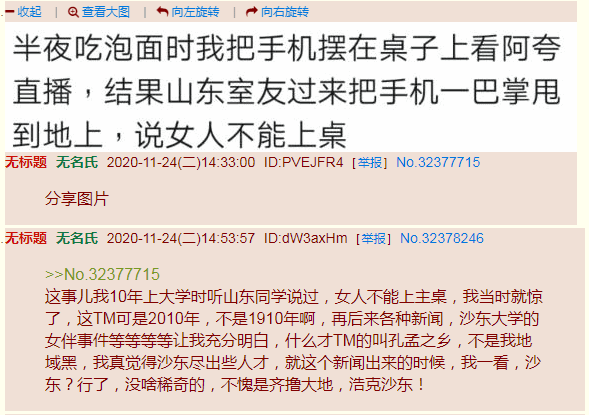 收起 | 查看大图 | 向左旋转 | 向右旋转
半夜吃泡面时我把手机摆在桌子上看阿夸
直播，结果山东室友过来把手机一巴掌甩
到地上，说女人不能上桌
无标题 无名氏 2020-11-24(二)14:33:00 ID:PVEJFR4 [举报] No.32377715
分享图片
无标题 无名氏 2020-11-24(二)14:53:57 ID:dW3axHm [举报] No.32378246
>>No.32377715
这事儿我10年上大学时听山东同学说过，女人不能上主桌，我当时就惊
了，这TM可是2010年，不是1910年啊，再后来各种新闻，沙东大学的
女伴事件等等等等让我充分明白，什么才TM的叫孔孟之乡，不是我地
域黑，我真觉得沙东尽出些人才，就这个新闻出来的时候，我一看，沙
东？行了，没啥稀奇的，不愧是齐撸大地，浩克沙东！